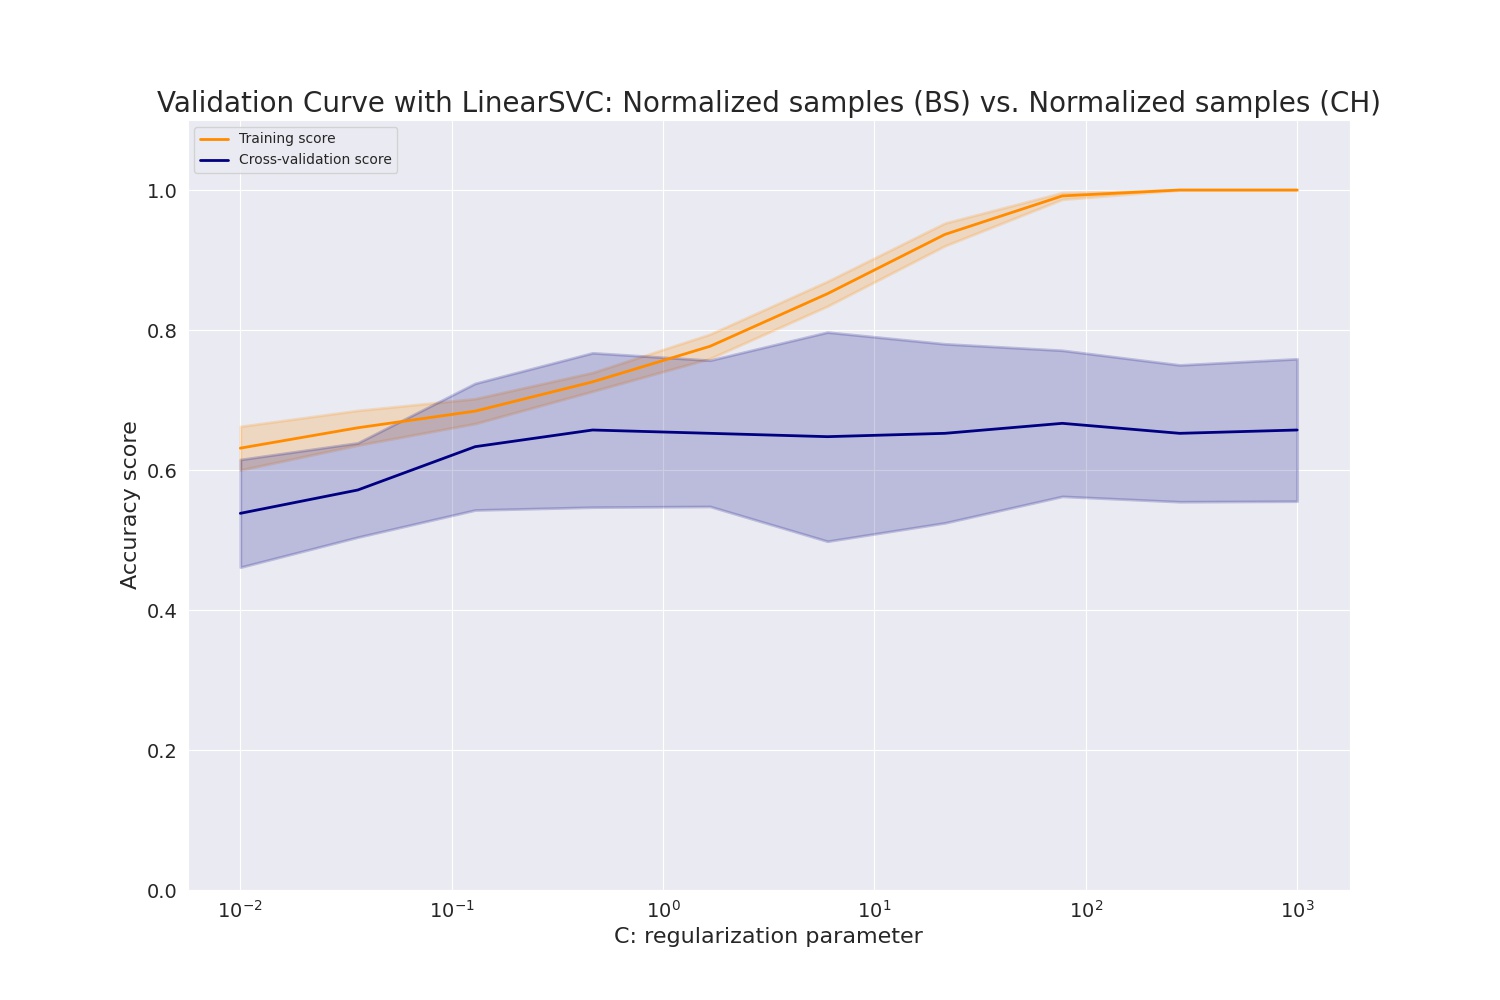 Validation Curve with LinearSVC: Normalized samples (BS) vs. Normalized samples (CH)
Training score
Cross-validation score
1.0
0.8
0.6
0.4
0.2
0.0
Accuracy score
10⁻² 10⁻¹ 10⁰ 10¹ 10² 10³
C: regularization parameter